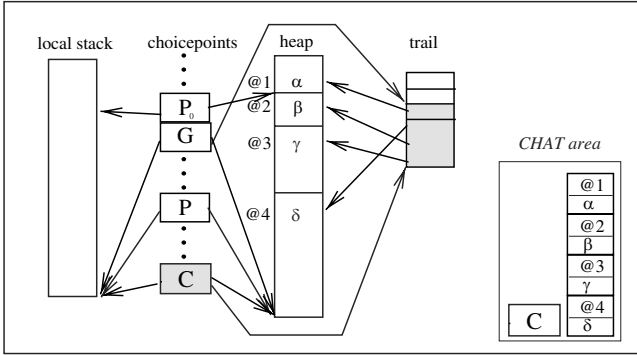 local stack choicepoints heap trail
@1 α
P₀ @2 β
G
@3 γ
P
@4 δ
C
CHAT area
@1
α
@2
β
@3
γ
C @4
δ